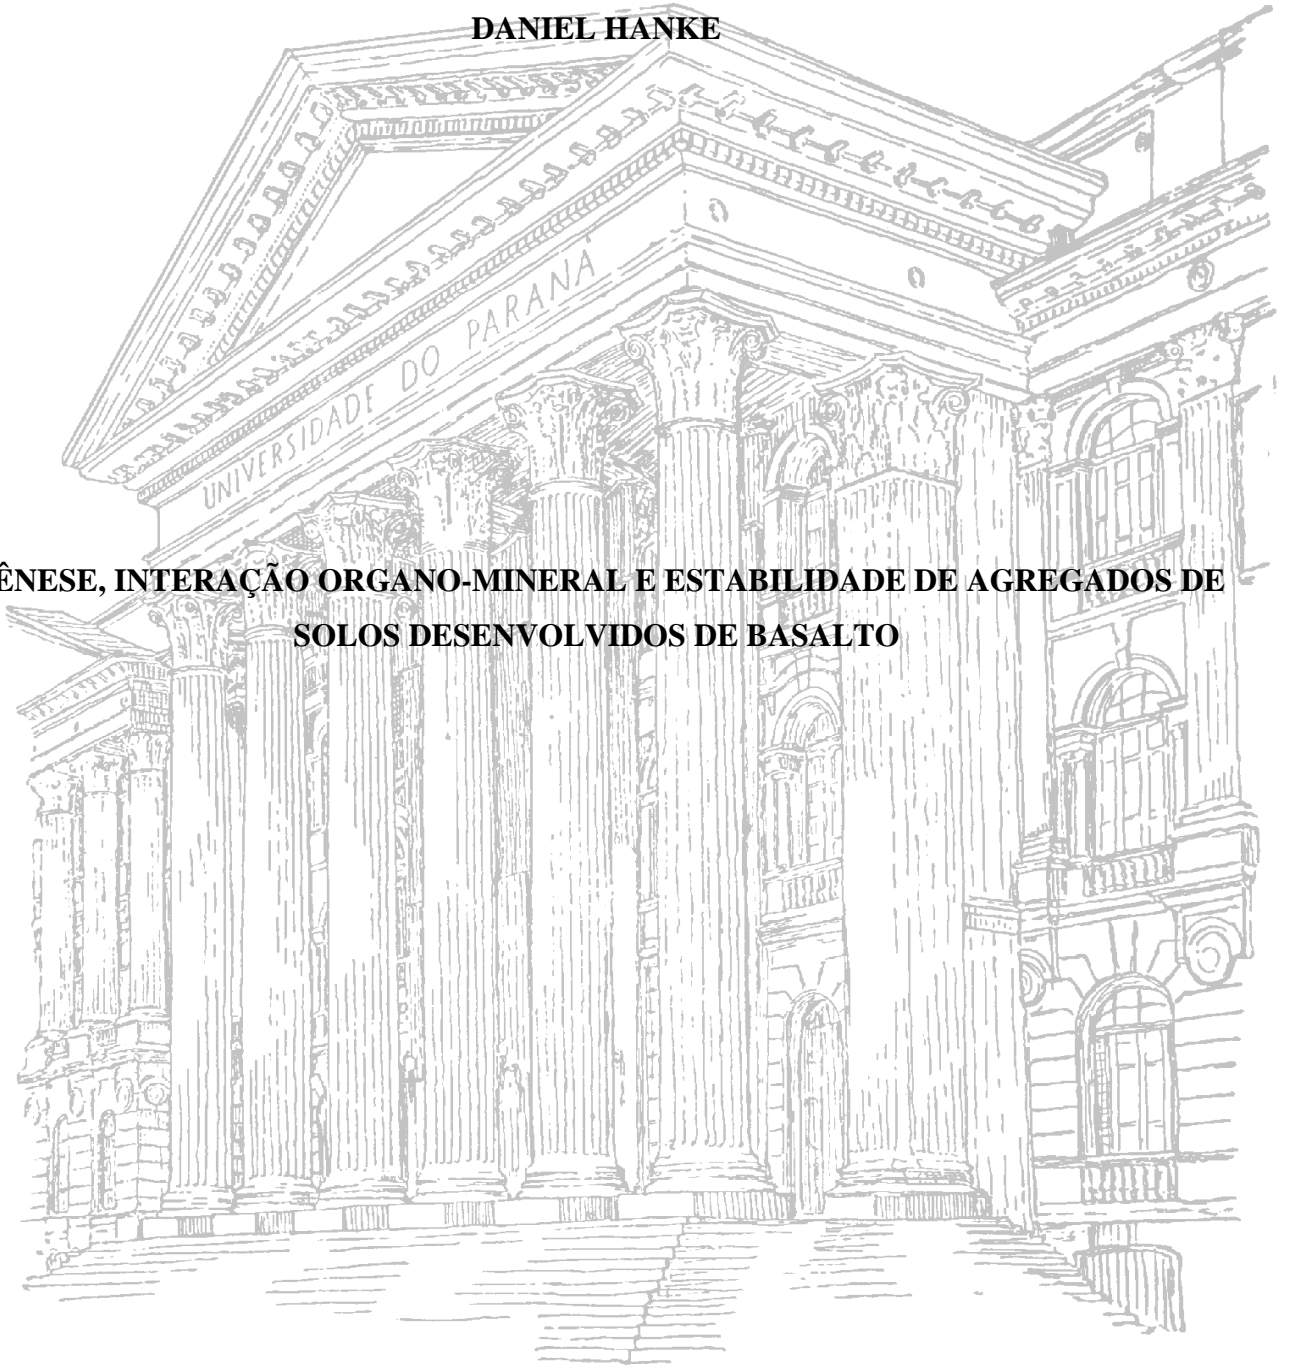 DANIEL HANKE
UNIVERSIDADE DO PARANÁ
ÊNESE, INTERAÇÃO ORGANO-MINERAL E ESTABILIDADE DE AGREGADOS DE
SOLOS DESENVOLVIDOS DE BASALTO